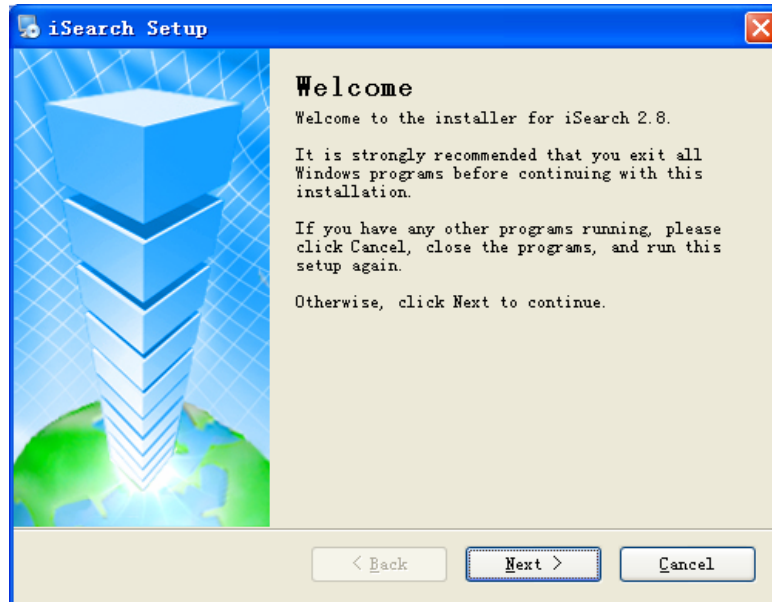 iSearch Setup
Welcome
Welcome to the installer for iSearch 2.8.
It is strongly recommended that you exit all
Windows programs before continuing with this
installation.
If you have any other programs running, please
click Cancel, close the programs, and run this
setup again.
Otherwise, click Next to continue.
< Back
Next >
Cancel